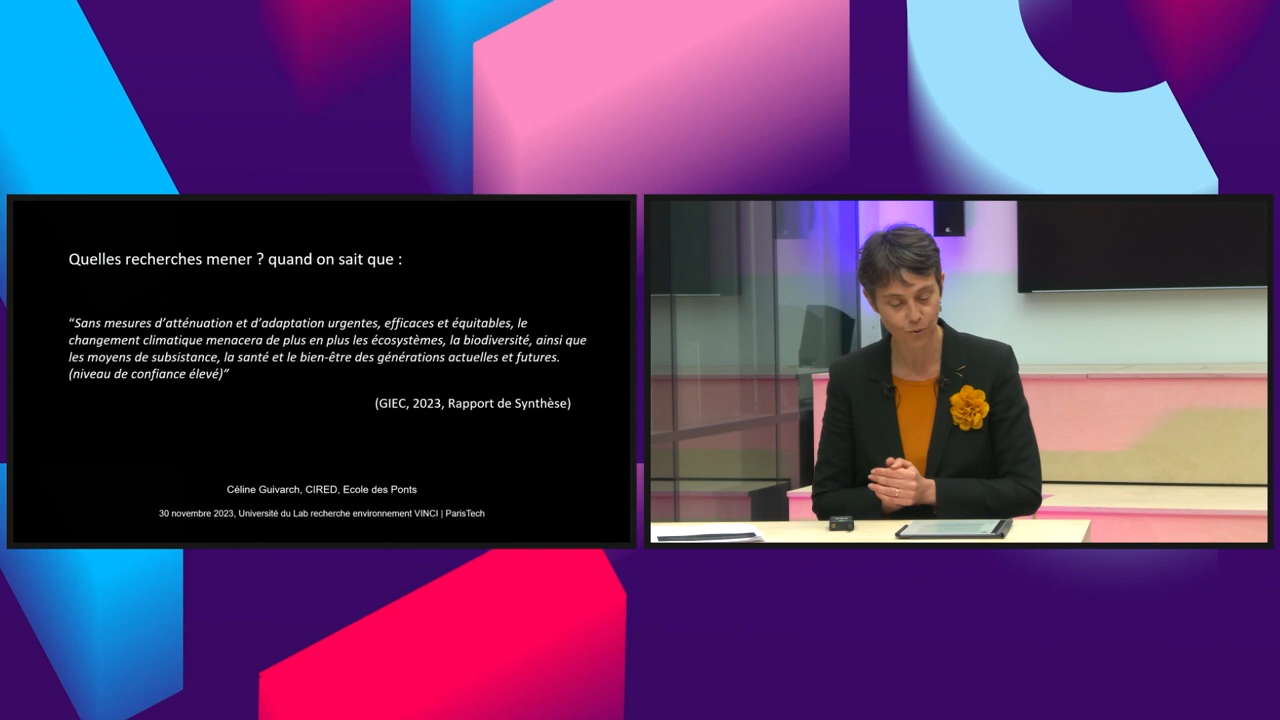 Quelles recherches mener ? quand on sait que :
“Sans mesures d’atténuation et d’adaptation urgentes, efficaces et équitables, le
changement climatique menacera de plus en plus les écosystèmes, la biodiversité, ainsi que
les moyens de subsistance, la santé et le bien-être des générations actuelles et futures.
(niveau de confiance élevé)”
(GIEC, 2023, Rapport de Synthèse)
Céline Guivarch, CIRED, Ecole des Ponts
30 novembre 2023, Université du Lab recherche environnement VINCI | ParisTech